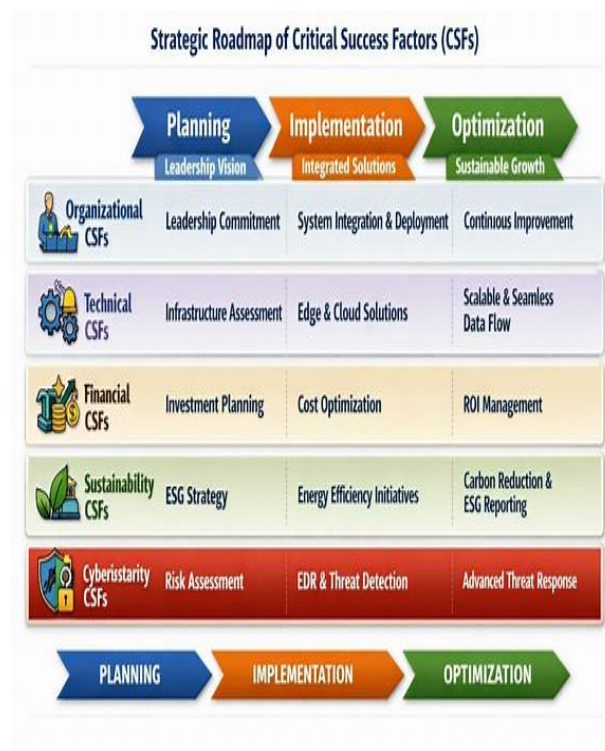 Strategic Roadmap of Critical Success Factors (CSFs)
Planning
Implementation
Optimization
Leadership Vision
Integrated Solutions
Sustainable Growth
Organizational
CSFs
Leadership Commitment
System Integration & Deployment
Continuous Improvement
Technical
CSFs
Infrastructure Assessment
Edge & Cloud Solutions
Scalable & Seamless
Data Flow
Financial
CSFs
Investment Planning
Cost Optimization
ROI Management
Sustainability
CSFs
ESG Strategy
Energy Efficiency Initiatives
Carbon Reduction &
ESG Reporting
Cyberisstarity
CSFs
Risk Assessment
EDR & Threat Detection
Advanced Threat Response
PLANNING
IMPLEMENTATION
OPTIMIZATION